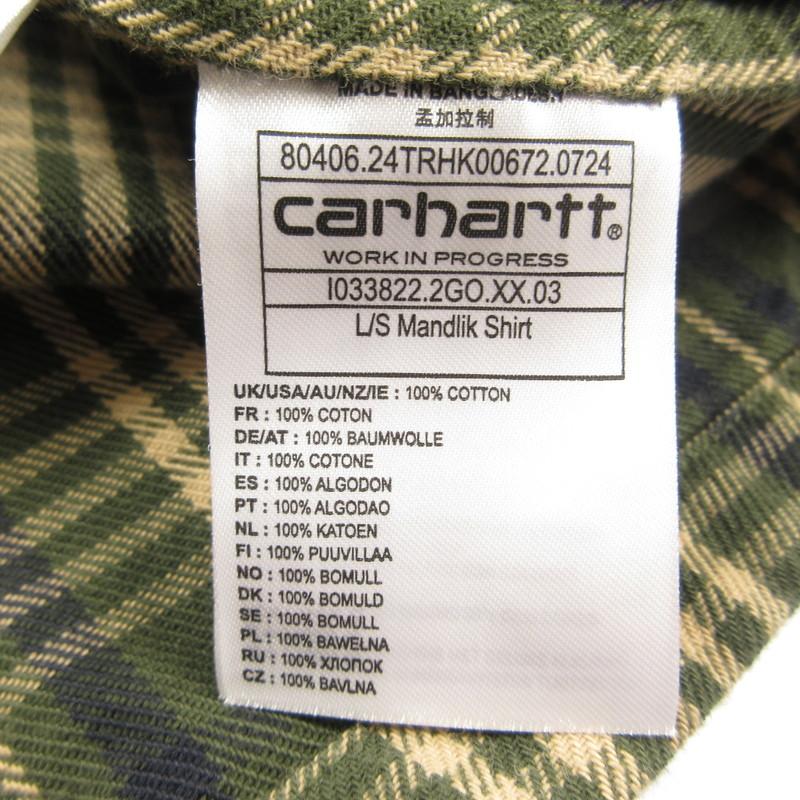 MADE IN BANGLADESH
孟加拉制
80406.24TRHK00672.0724
carhartt®
WORK IN PROGRESS
I033822.2GO.XX.03
L/S Mandlik Shirt
UK/USA/AU/NZ/IE : 100% COTTON
FR : 100% COTON
DE/AT : 100% BAUMWOLLE
IT : 100% COTONE
ES : 100% ALGODON
PT : 100% ALGODAO
NL : 100% KATOEN
FI : 100% PUUVILLAA
NO : 100% BOMULL
DK : 100% BOMULD
SE : 100% BOMULL
PL : 100% BAWEŁNA
RU : 100% ХЛОПОК
CZ : 100% BAVLNA